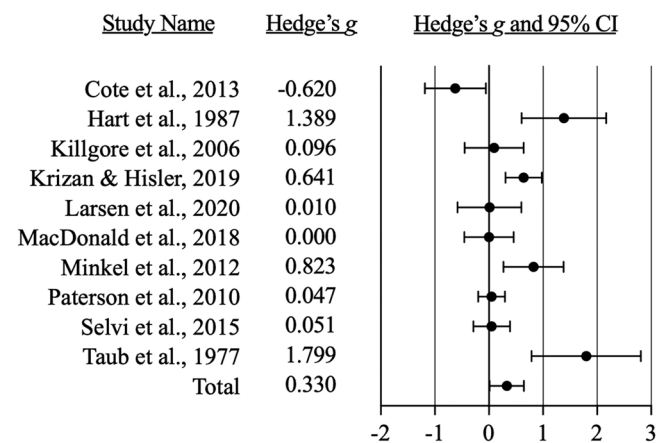 Study Name Hedge's g Hedge's g and 95% CI
Cote et al., 2013 -0.620
Hart et al., 1987 1.389
Killgore et al., 2006 0.096
Krizan & Hisler, 2019 0.641
Larsen et al., 2020 0.010
MacDonald et al., 2018 0.000
Minkel et al., 2012 0.823
Paterson et al., 2010 0.047
Selvi et al., 2015 0.051
Taub et al., 1977 1.799
Total 0.330
-2 -1 0 1 2 3